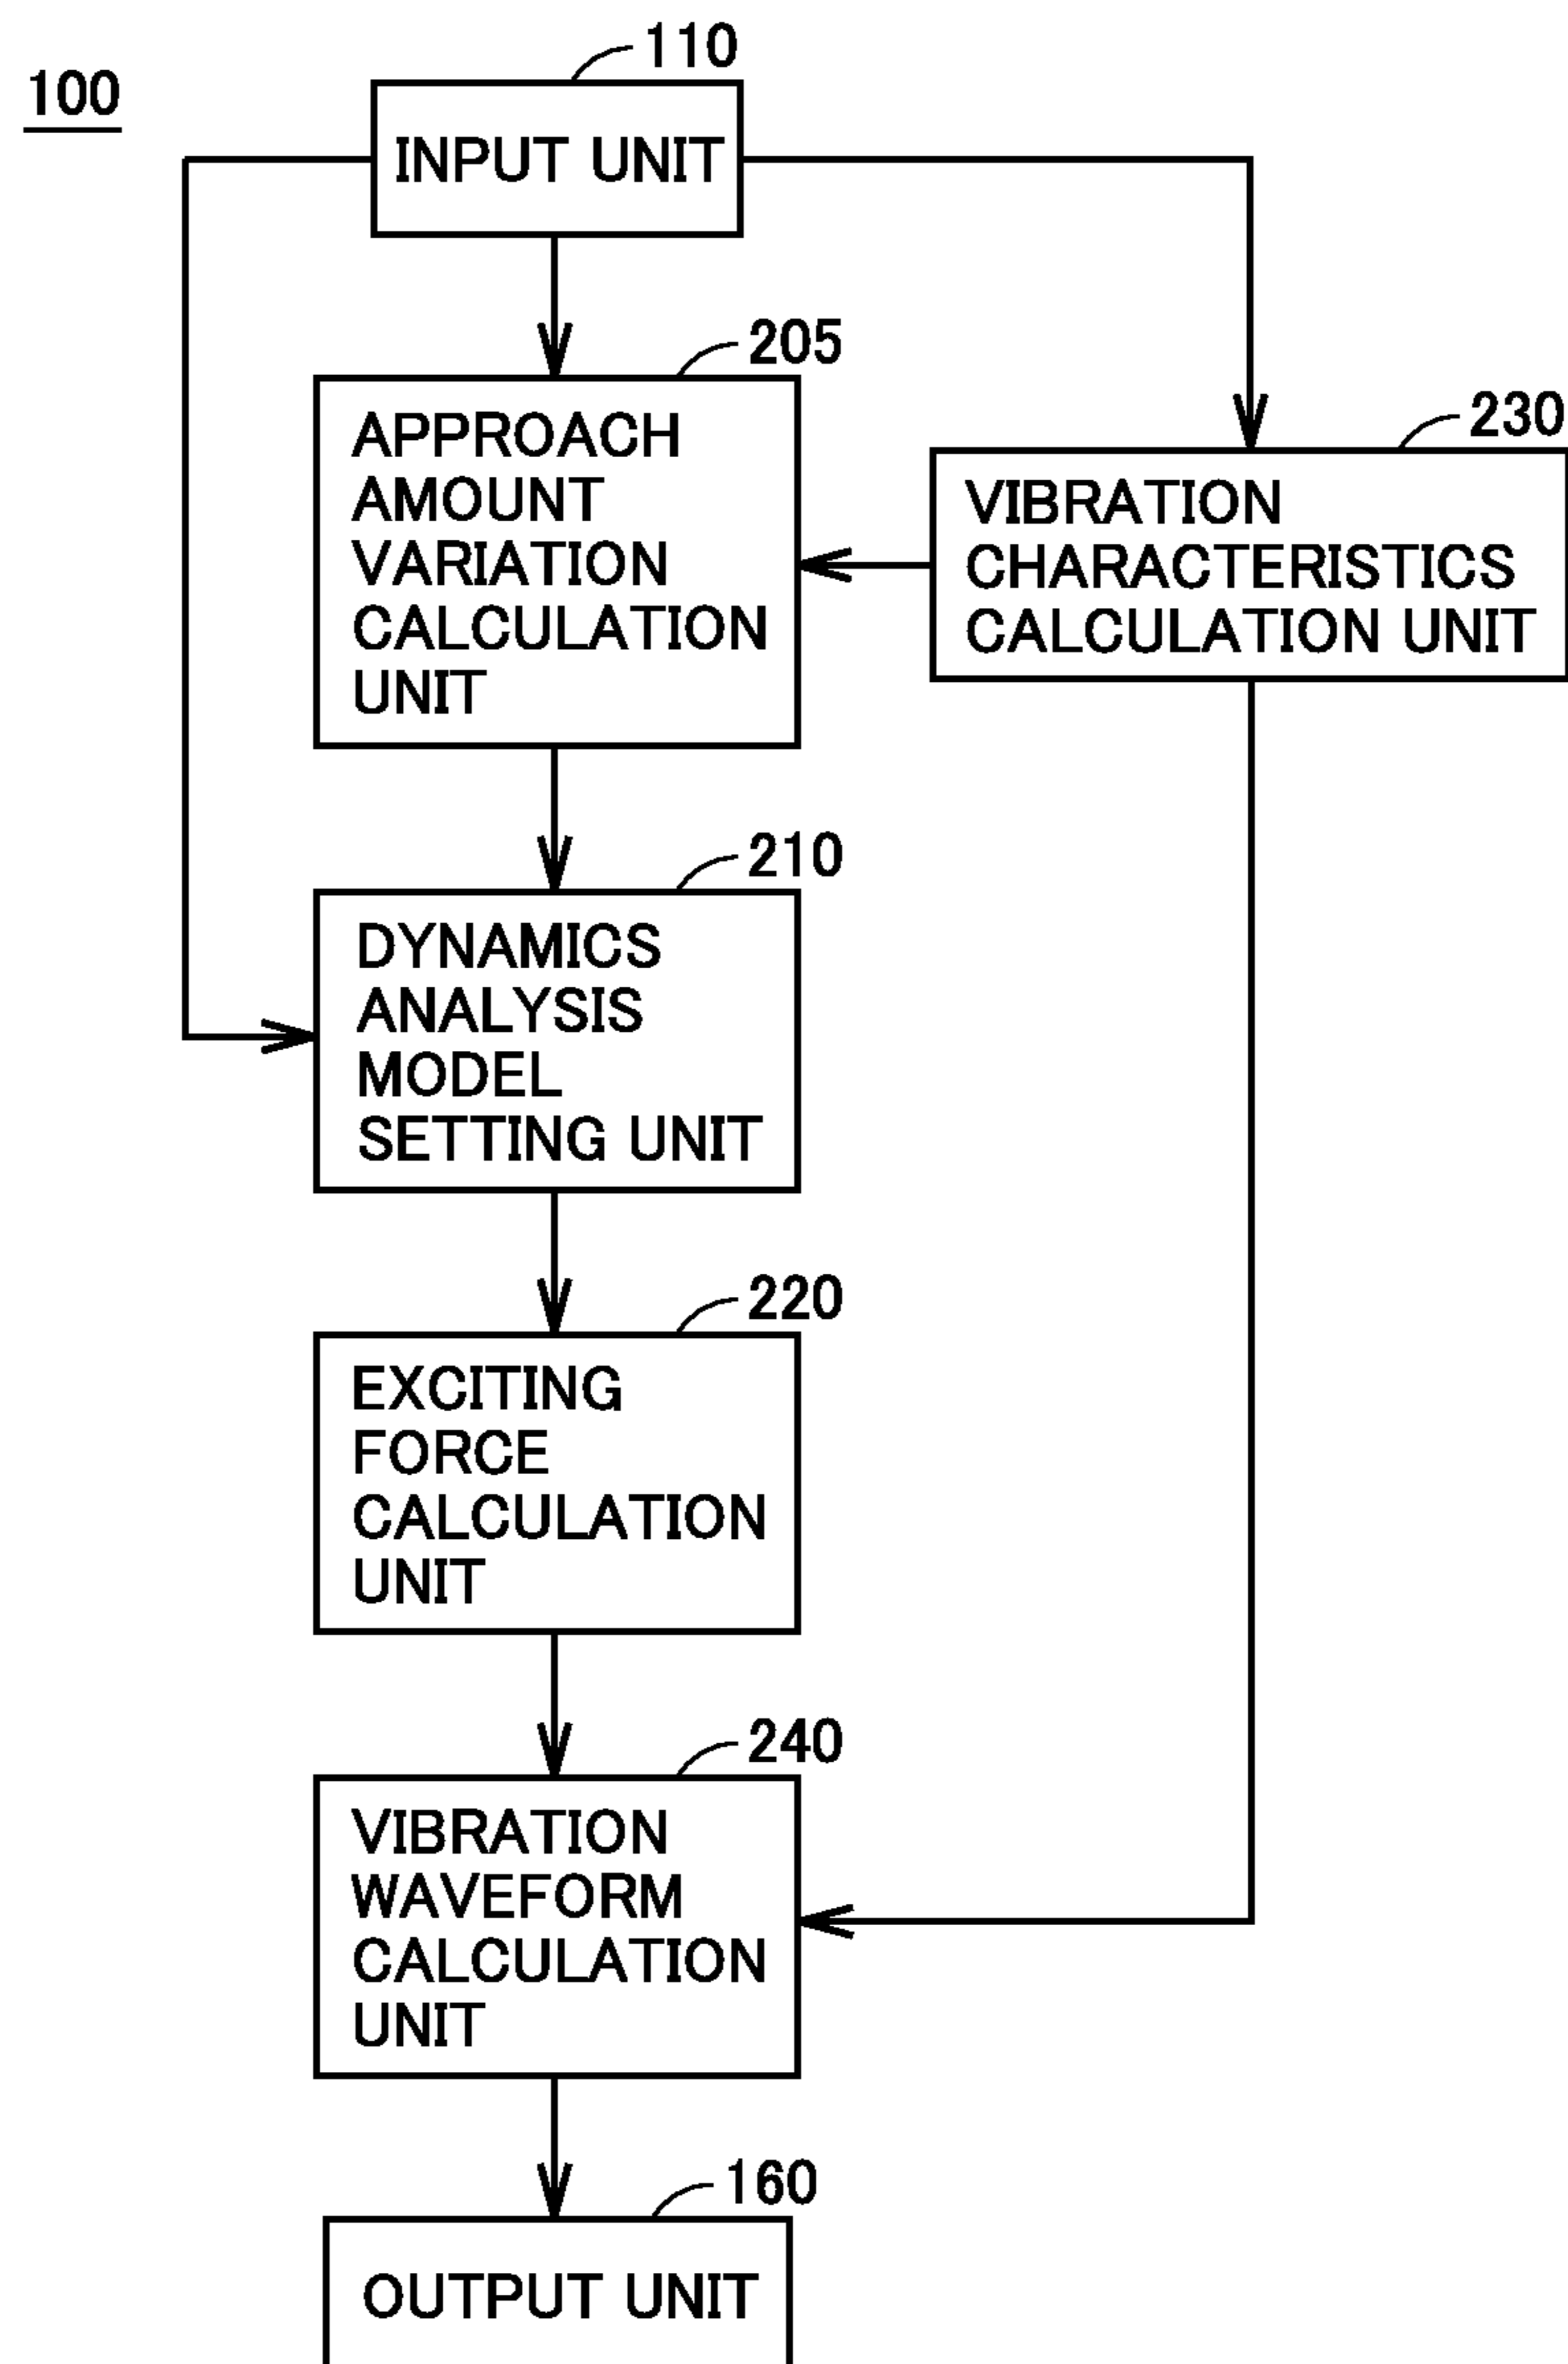 100
110
INPUT UNIT
205
APPROACH
AMOUNT
VARIATION
CALCULATION
UNIT
230
VIBRATION
CHARACTERISTICS
CALCULATION UNIT
210
DYNAMICS
ANALYSIS
MODEL
SETTING UNIT
220
EXCITING
FORCE
CALCULATION
UNIT
240
VIBRATION
WAVEFORM
CALCULATION
UNIT
160
OUTPUT UNIT